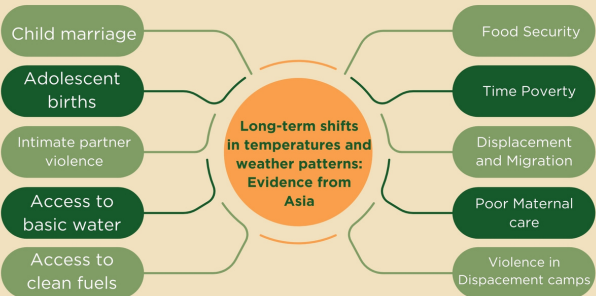 Child marriage
Adolescent
births
Intimate partner
violence
Access to
basic water
Access to
clean fuels
Long-term shifts
in temperatures and
weather patterns:
Evidence from
Asia
Food Security
Time Poverty
Displacement
and Migration
Poor Maternal
care
Violence in
Dispacement camps